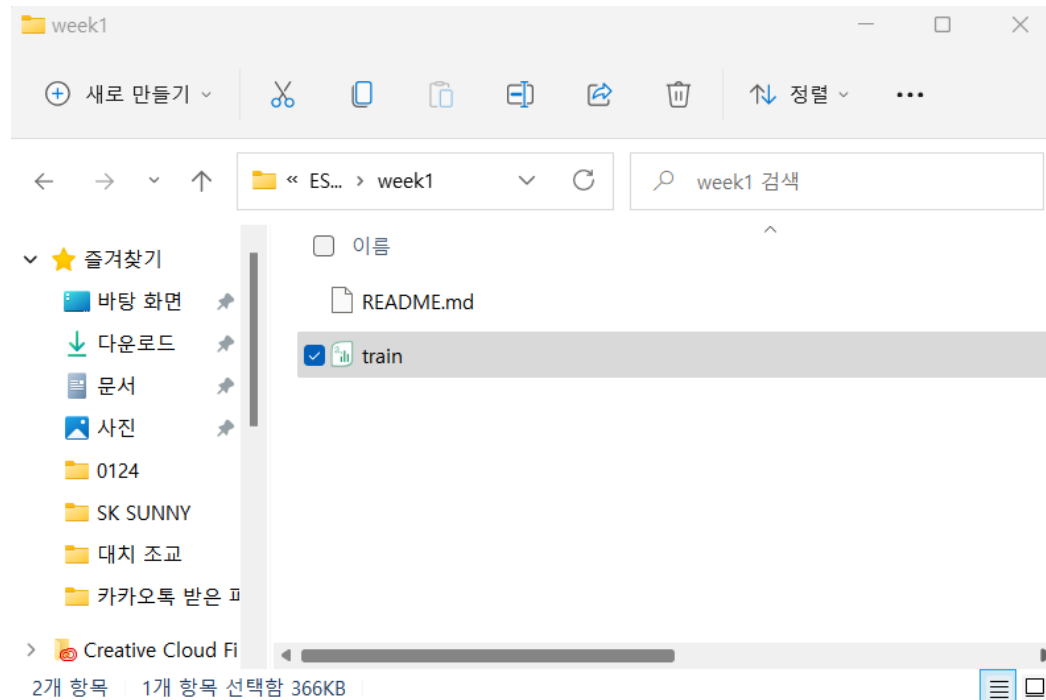 week1
새로 만들기
정렬
« ES... > week1
week1 검색
즐겨찾기
이름
바탕 화면
README.md
다운로드
train
문서
사진
0124
SK SUNNY
대치 조교
카카오톡 받은
Creative Cloud Fi
2개 항목
1개 항목 선택함 366KB